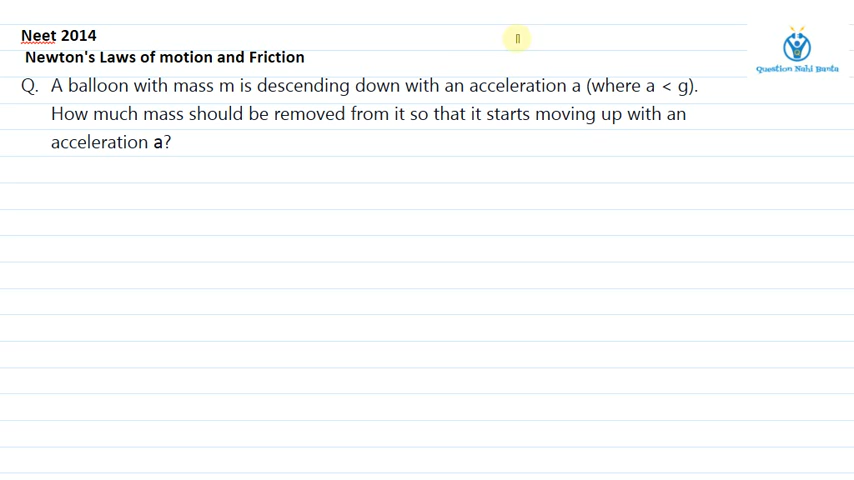 Neet 2014
Newton's Laws of motion and Friction
Question Nahi Banta
Q. A balloon with mass m is descending down with an acceleration a (where a < g).
How much mass should be removed from it so that it starts moving up with an
acceleration a?